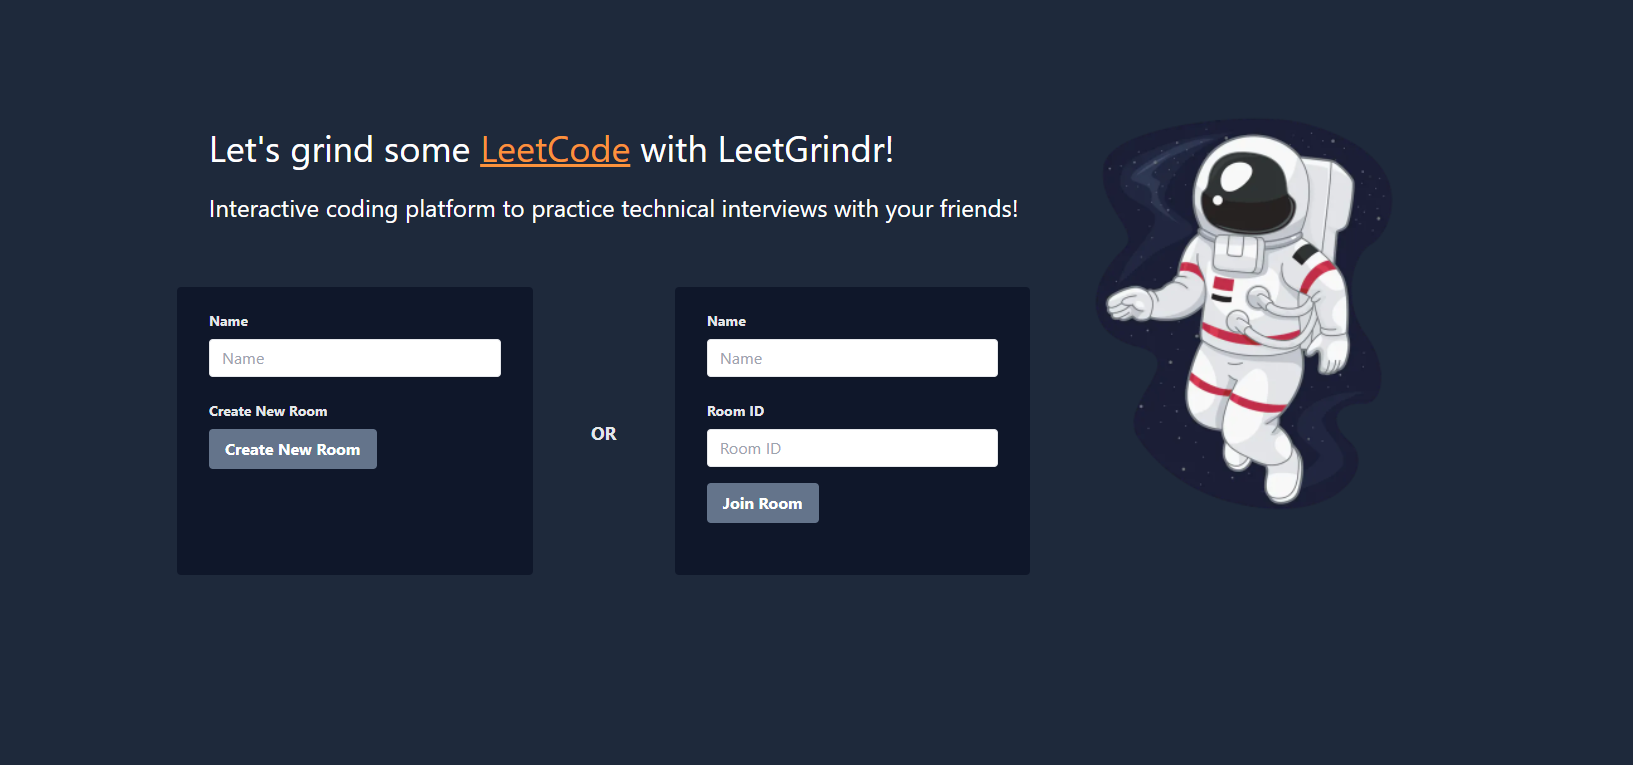 Let's grind some LeetCode with LeetGrindr!
Interactive coding platform to practice technical interviews with your friends!
Name
Name
Create New Room
Create New Room
OR
Name
Name
Room ID
Room ID
Join Room